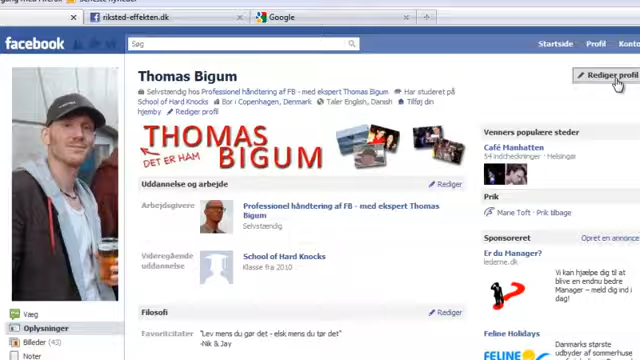 Seneste nyheder
riksted-effekten.dk
Google
facebook
Søg
Startside Profil Konto
Thomas Bigum
Rediger profil
Selvstændig hos Professionel håndtering af FB - med ekspert Thomas Bigum Har studeret på
School of Hard Knocks Bor i Copenhagen, Denmark Taler English, Danish Tilføj din
hjemby Rediger profil
THOMAS
DET ER HAM BIGUM
Uddannelse og arbejde Rediger
Arbejdsgivere
Professionel håndtering af FB - med ekspert Thomas
Bigum
Selvstændig
Videregående
uddannelse
School of Hard Knocks
Klasse fra 2010
Filosofi Rediger
Favoritcitater "Lev mens du gør det - elsk mens du tør det"
-Nik & Jay
Væg
Oplysninger
Billeder (43)
Noter
Venners populære steder
Café Manhatten
54 indcheckninger · Helsingør
Prik
Marie Toft · Prik tilbage
Sponsoreret Opret en annonce
Er du Manager?
lederne.dk
Vi kan hjælpe dig til
at blive en endnu bedre
Manager – meld dig ind i
dag!
Feline Holidays
FELINE
Danmarks største
udbyder af sommerhuse